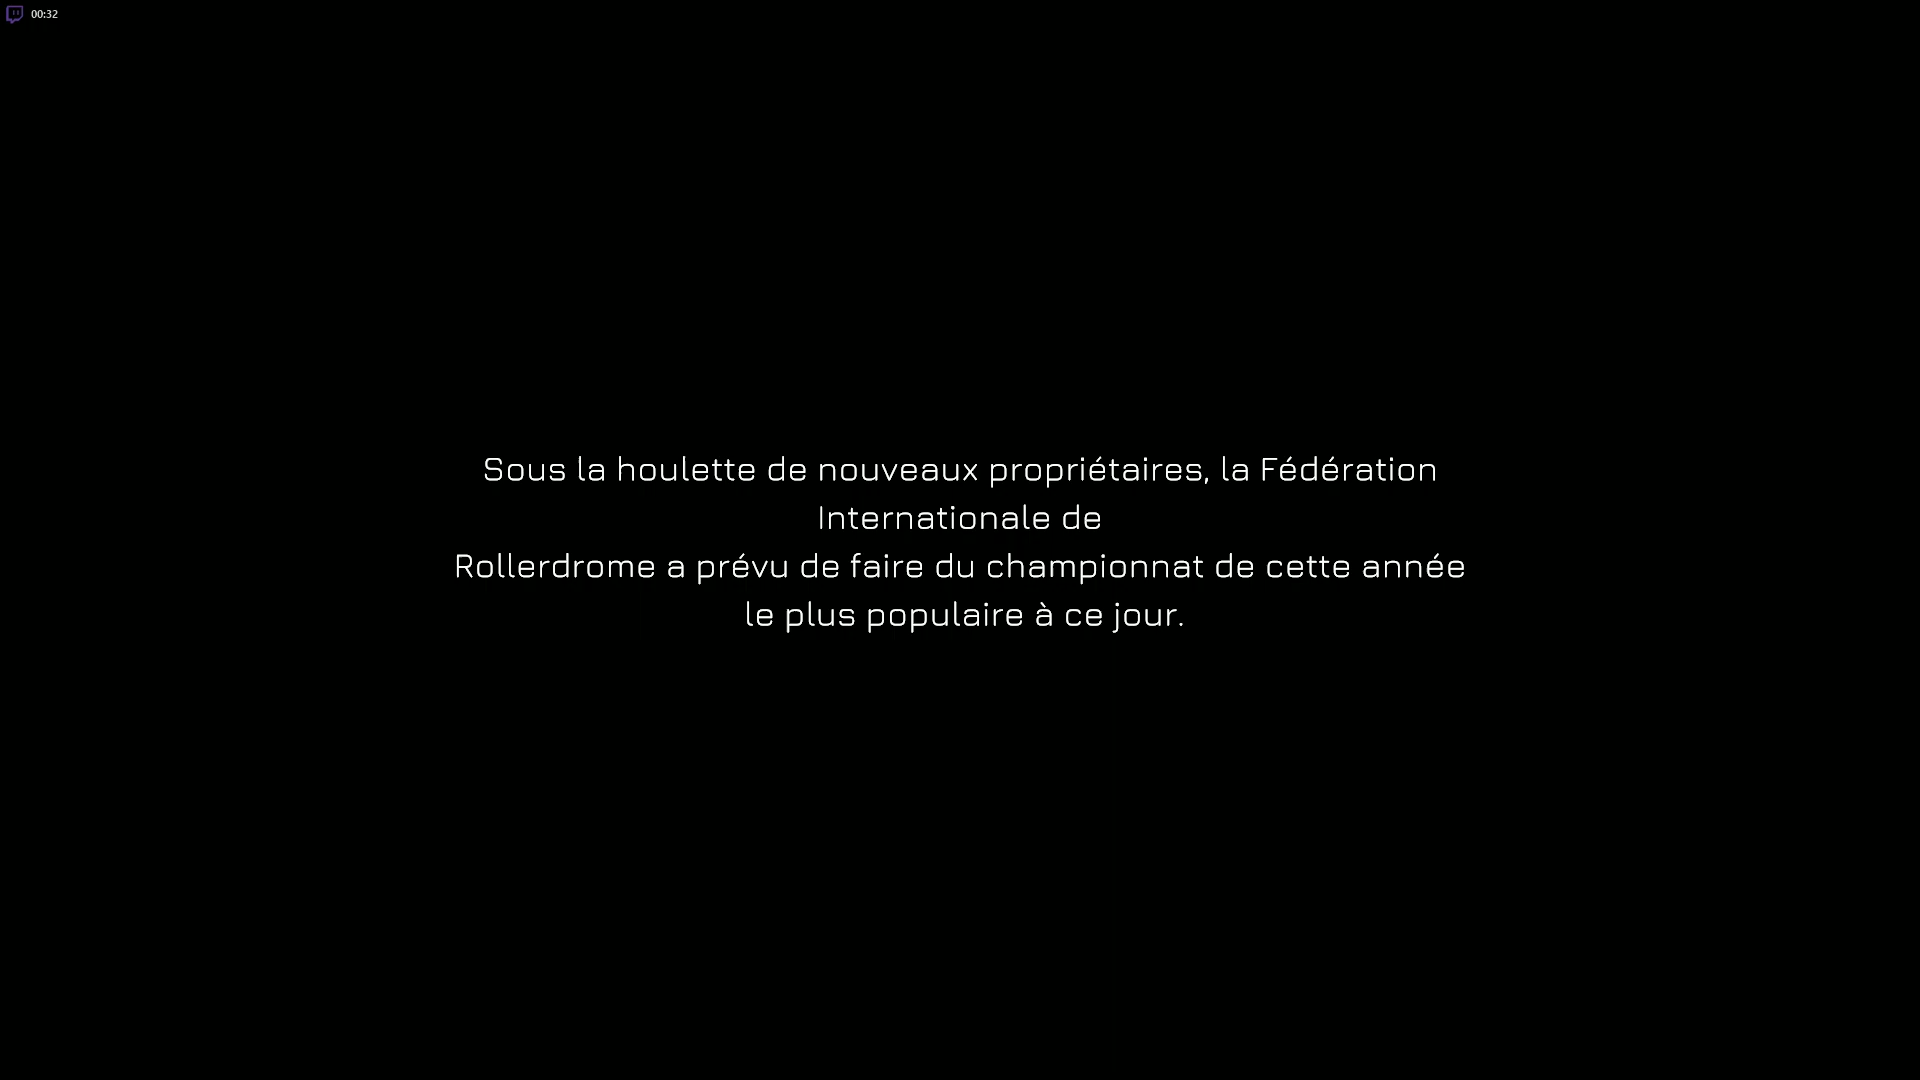 00:32
Sous la houlette de nouveaux propriétaires, la Fédération
Internationale de
Rollerdrome a prévu de faire du championnat de cette année
le plus populaire à ce jour.